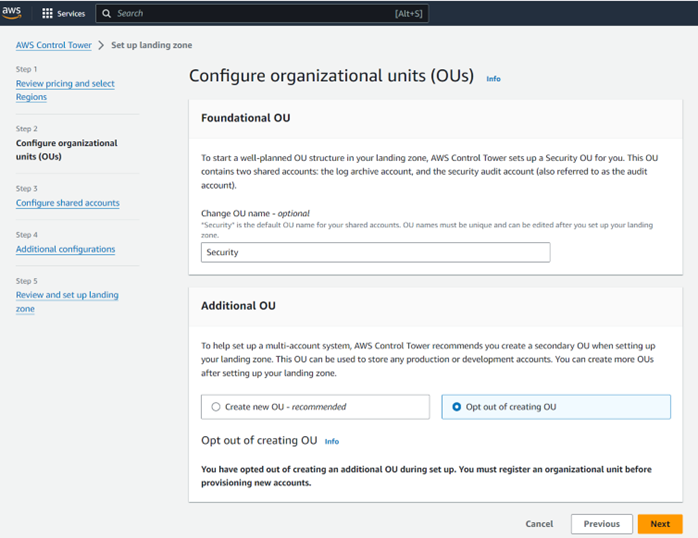 aws
Services
Search
[Alt+S]
AWS Control Tower > Set up landing zone
Step 1
Review pricing and select
Regions
Step 2
Configure organizational
units (OUs)
Step 3
Configure shared accounts
Step 4
Additional configurations
Step 5
Review and set up landing
zone
Configure organizational units (OUs) Info
Foundational OU
To start a well-planned OU structure in your landing zone, AWS Control Tower sets up a Security OU for you. This OU
contains two shared accounts: the log archive account, and the security audit account (also referred to as the audit
account).
Change OU name - optional
"Security" is the default OU name for your shared accounts. OU names must be unique and can be edited after you set up your landing
zone.
Security
Additional OU
To help set up a multi-account system, AWS Control Tower recommends you create a secondary OU when setting up
your landing zone. This OU can be used to store any production or development accounts. You can create more OUs
after setting up your landing zone.
Create new OU - recommended
Opt out of creating OU
Opt out of creating OU Info
You have opted out of creating an additional OU during set up. You must register an organizational unit before
provisioning new accounts.
Cancel
Previous
Next